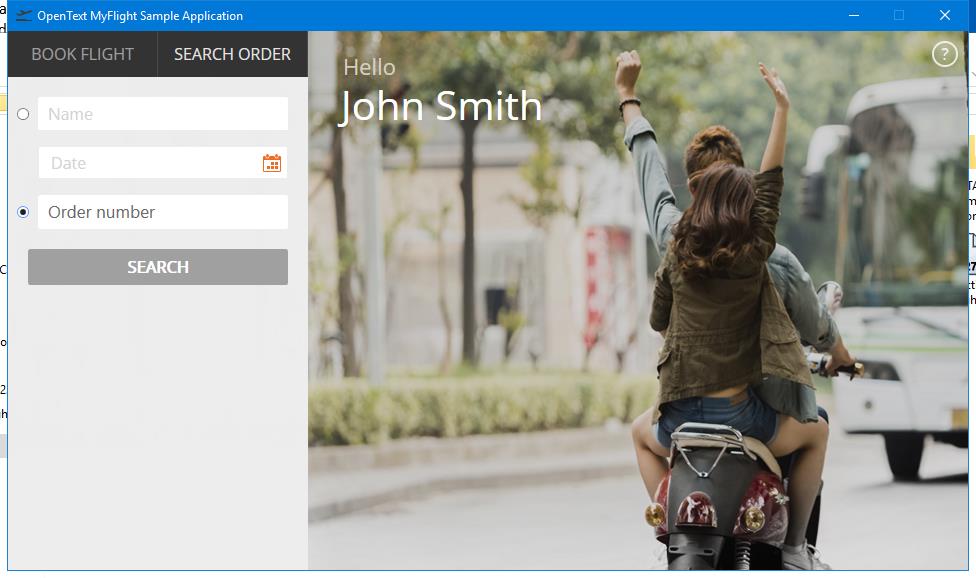 OpenText MyFlight Sample Application
BOOK FLIGHT
SEARCH ORDER
Name
Date
Order number
SEARCH
Hello
John Smith
?